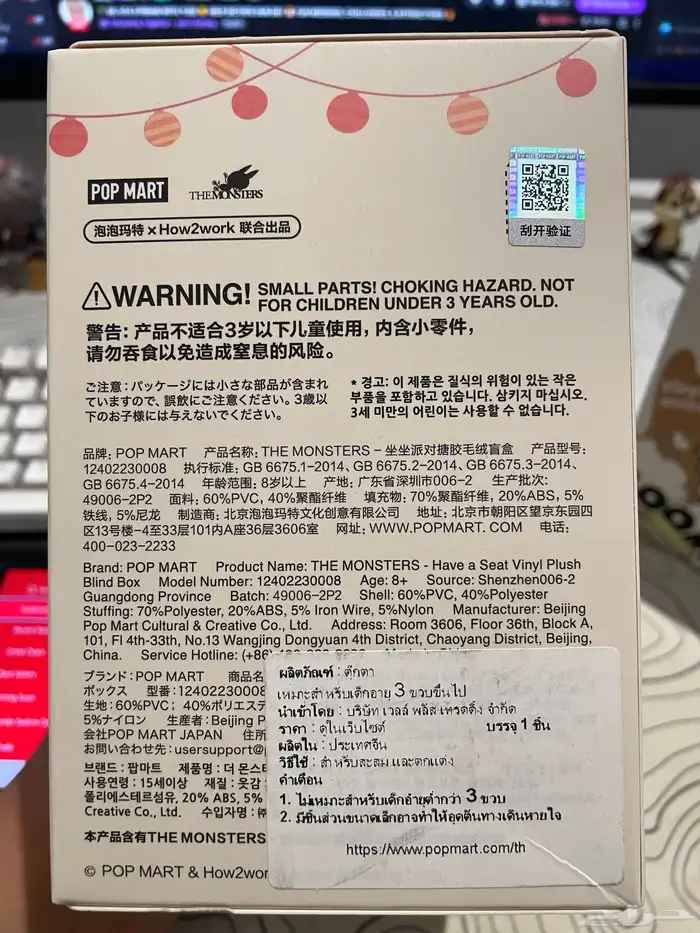 POP MART
THE MONSTERS
泡泡玛特×How2work 联合出品
刮开验证
WARNING! SMALL PARTS! CHOKING HAZARD. NOT
FOR CHILDREN UNDER 3 YEARS OLD.
警告: 产品不适合3岁以下儿童使用, 内含小零件,
请勿吞食以免造成窒息的风险。
ご注意:パッケージには小さな部品が含まれ
ていますので、誤飲にご注意ください。3歳以
下のお子様には与えないでください。
* 경고: 이 제품은 질식의 위험이 있는 작은
부품을 포함하고 있습니다. 삼키지 마십시오.
3세 미만의 어린이는 사용할 수 없습니다.
品牌: POP MART 产品名称: THE MONSTERS – 坐坐派对搪胶毛绒盲盒 产品型号:
12402230008 执行标准: GB 6675.1–2014、GB 6675.2–2014、GB 6675.3–2014、
GB 6675.4–2014 年龄范围: 8岁以上 产地: 广东省深圳市006–2 生产批次:
49006-2P2 面料: 60%PVC, 40%聚酯纤维 填充物: 70%聚酯纤维, 20%ABS, 5%
铁线, 5%尼龙 制造商: 北京泡泡玛特文化创意有限公司 地址: 北京市朝阳区望京东园四
区13号楼-4至33层101内A座36层3606室 网址: WWW.POPMART.COM 电话:
400-023-2233
Brand: POP MART Product Name: THE MONSTERS - Have a Seat Vinyl Plush
Blind Box Model Number: 12402230008 Age: 8+ Source: Shenzhen006-2
Guangdong Province Batch: 49006-2P2 Shell: 60%PVC, 40%Polyester
Stuffing: 70%Polyester, 20%ABS, 5% Iron Wire, 5%Nylon Manufacturer: Beijing
Pop Mart Cultural & Creative Co., Ltd. Address: Room 3606, Floor 36th, Block A,
101, Fl 4th-33th, No.13 Wangjing Dongyuan 4th District, Chaoyang District, Beijing,
China. Service Hotline: (+86)
ブランド: POP MART 商品名
ボックス 型番: 12402230008
生地: 60%PVC; 40%ポリエステ
5%ナイロン 生産者: Beijing P
会社POP MART JAPAN 住所
お問い合わせ先: usersupport@
브랜드: 팝마트 제품명: 더 몬스터
사용연령: 15세이상 재질: 옷감
폴리에스테르섬유, 20% ABS, 5%
Creative Co., Ltd. 수입자명: ㈜
本产品含有THE MONSTERS
© POP MART & How2wor
ผลิตภัณฑ์ : ตุ๊กตา
เหมาะสำหรับเด็กอายุ 3 ขวบขึ้นไป
นำเข้าโดย : บริษัท เวลล์ พลัส เทรดดิ้ง จำกัด
ราคา : ดูในเว็บไซต์ บรรจุ 1 ชิ้น
ผลิตใน : ประเทศจีน
วิธีใช้ : สำหรับสะสม และตกแต่ง
คำเตือน
1. ไม่เหมาะสำหรับเด็กอายุต่ำกว่า 3 ขวบ
2. มีชิ้นส่วนขนาดเล็กอาจทำให้อุดตันทางเดินหายใจ
https://www.popmart.com/th